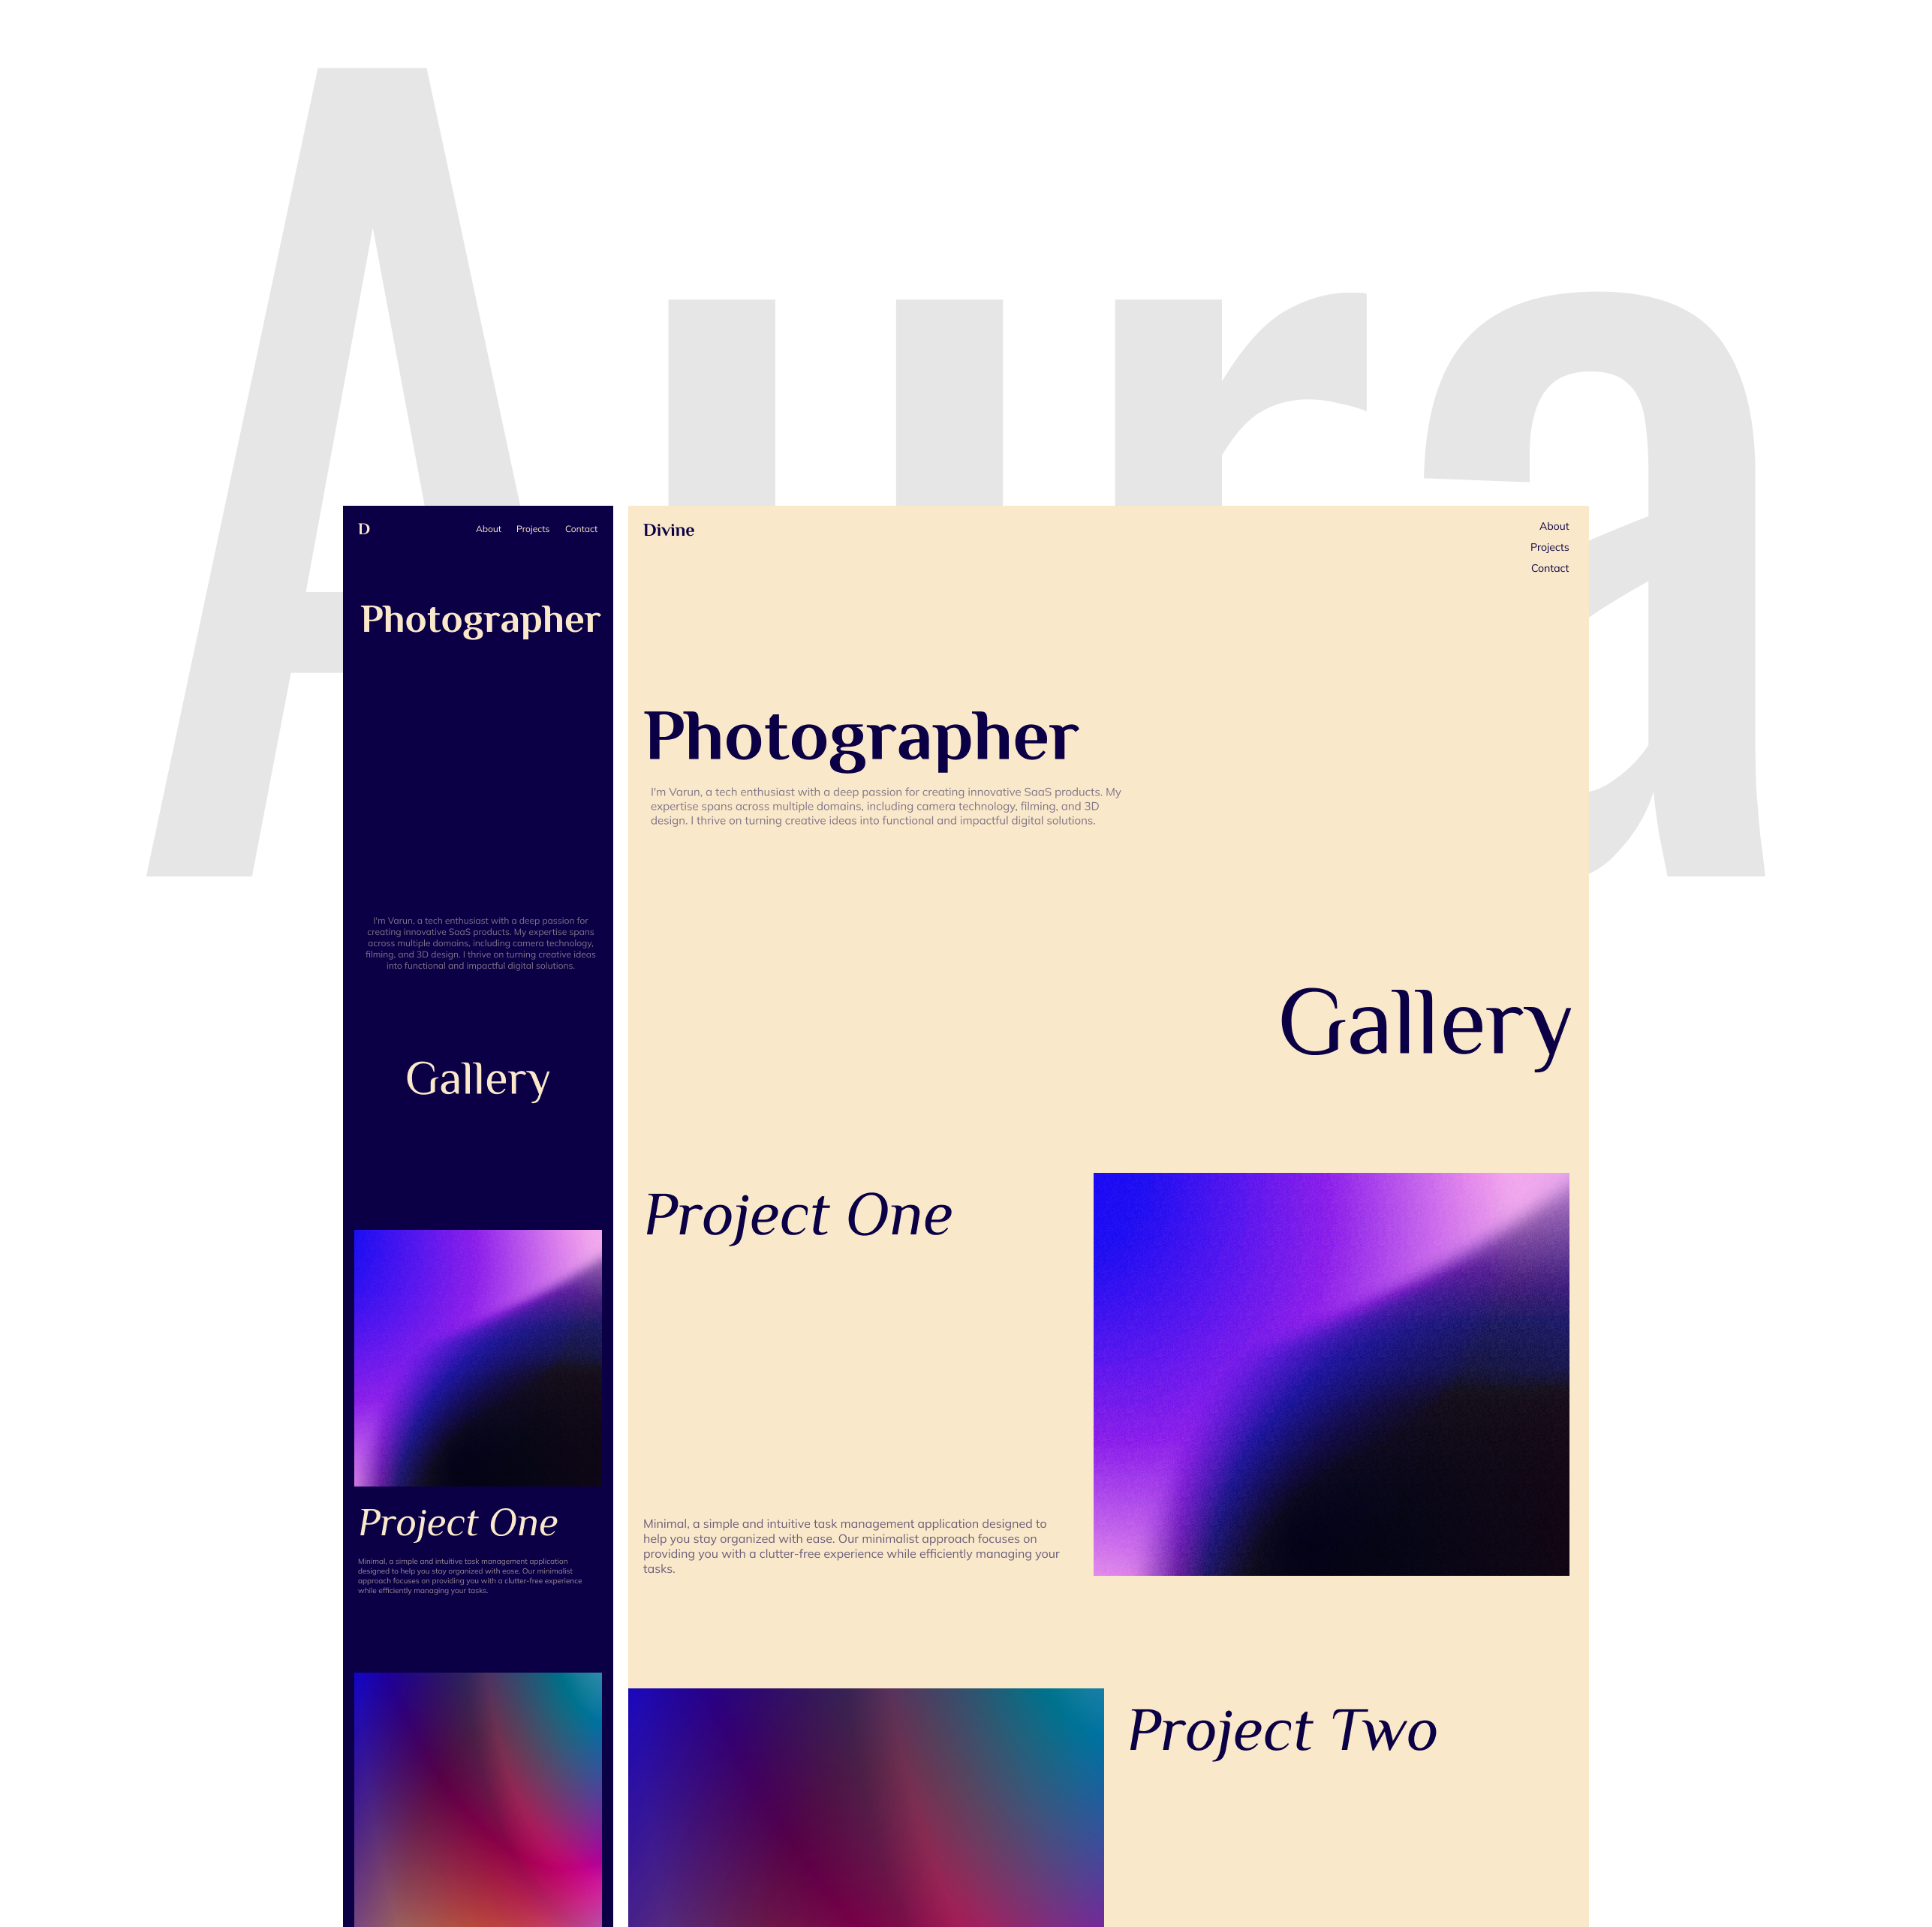 Aura
D
About Projects Contact
Photographer
I'm Varun, a tech enthusiast with a deep passion for
creating innovative SaaS products. My expertise spans
across multiple domains, including camera technology,
filming, and 3D design. I thrive on turning creative ideas
into functional and impactful digital solutions.
Gallery
Project One
Minimal, a simple and intuitive task management application
designed to help you stay organized with ease. Our minimalist
approach focuses on providing you with a clutter-free experience
while efficiently managing your tasks.
Divine
About
Projects
Contact
Photographer
I'm Varun, a tech enthusiast with a deep passion for creating innovative SaaS products. My
expertise spans across multiple domains, including camera technology, filming, and 3D
design. I thrive on turning creative ideas into functional and impactful digital solutions.
Gallery
Project One
Minimal, a simple and intuitive task management application designed to
help you stay organized with ease. Our minimalist approach focuses on
providing you with a clutter-free experience while efficiently managing your
tasks.
Project Two